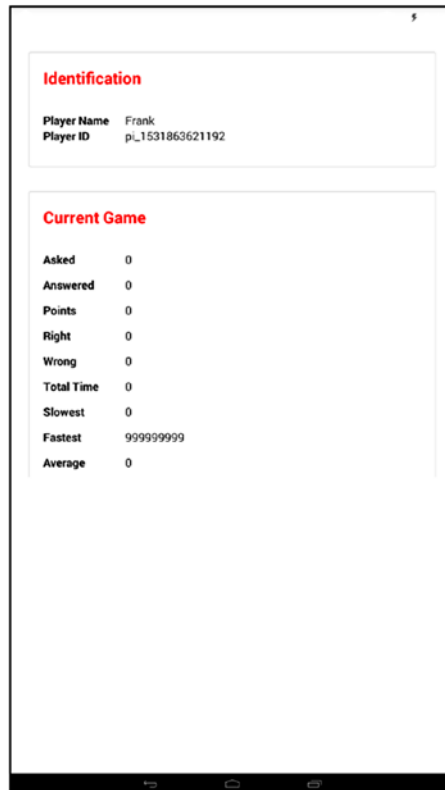 Identification
Player Name Frank
Player ID pi_1531863621192
Current Game
Asked 0
Answered 0
Points 0
Right 0
Wrong 0
Total Time 0
Slowest 0
Fastest 999999999
Average 0